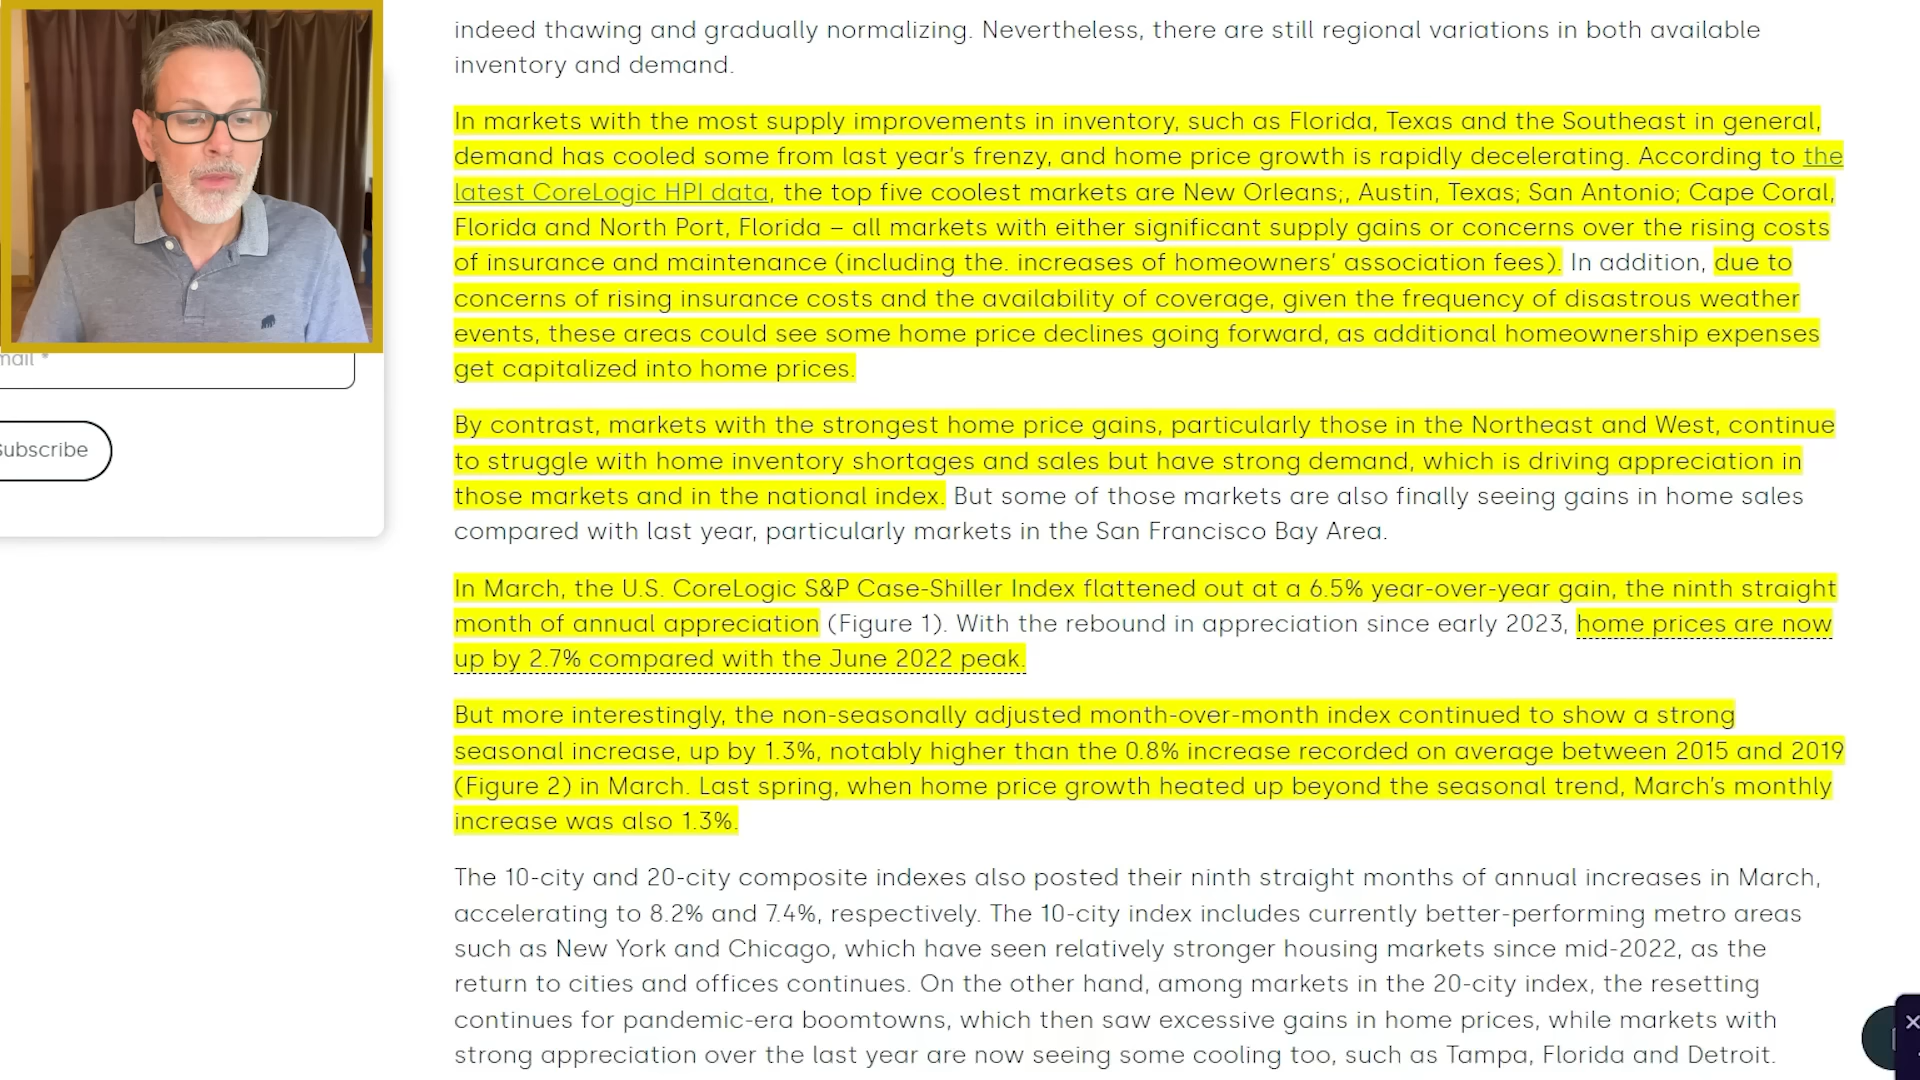 indeed thawing and gradually normalizing. Nevertheless, there are still regional variations in both available
inventory and demand.
In markets with the most supply improvements in inventory, such as Florida, Texas and the Southeast in general,
demand has cooled some from last year's frenzy, and home price growth is rapidly decelerating. According to the
latest CoreLogic HPI data, the top five coolest markets are New Orleans;, Austin, Texas; San Antonio; Cape Coral,
Florida and North Port, Florida – all markets with either significant supply gains or concerns over the rising costs
of insurance and maintenance (including the. increases of homeowners' association fees). In addition, due to
concerns of rising insurance costs and the availability of coverage, given the frequency of disastrous weather
events, these areas could see some home price declines going forward, as additional homeownership expenses
get capitalized into home prices.
By contrast, markets with the strongest home price gains, particularly those in the Northeast and West, continue
to struggle with home inventory shortages and sales but have strong demand, which is driving appreciation in
those markets and in the national index. But some of those markets are also finally seeing gains in home sales
compared with last year, particularly markets in the San Francisco Bay Area.
In March, the U.S. CoreLogic S&P Case-Shiller Index flattened out at a 6.5% year-over-year gain, the ninth straight
month of annual appreciation (Figure 1). With the rebound in appreciation since early 2023, home prices are now
up by 2.7% compared with the June 2022 peak.
But more interestingly, the non-seasonally adjusted month-over-month index continued to show a strong
seasonal increase, up by 1.3%, notably higher than the 0.8% increase recorded on average between 2015 and 2019
(Figure 2) in March. Last spring, when home price growth heated up beyond the seasonal trend, March's monthly
increase was also 1.3%.
The 10-city and 20-city composite indexes also posted their ninth straight months of annual increases in March,
accelerating to 8.2% and 7.4%, respectively. The 10-city index includes currently better-performing metro areas
such as New York and Chicago, which have seen relatively stronger housing markets since mid-2022, as the
return to cities and offices continues. On the other hand, among markets in the 20-city index, the resetting
continues for pandemic-era boomtowns, which then saw excessive gains in home prices, while markets with
strong appreciation over the last year are now seeing some cooling too, such as Tampa, Florida and Detroit.
mail *
Subscribe